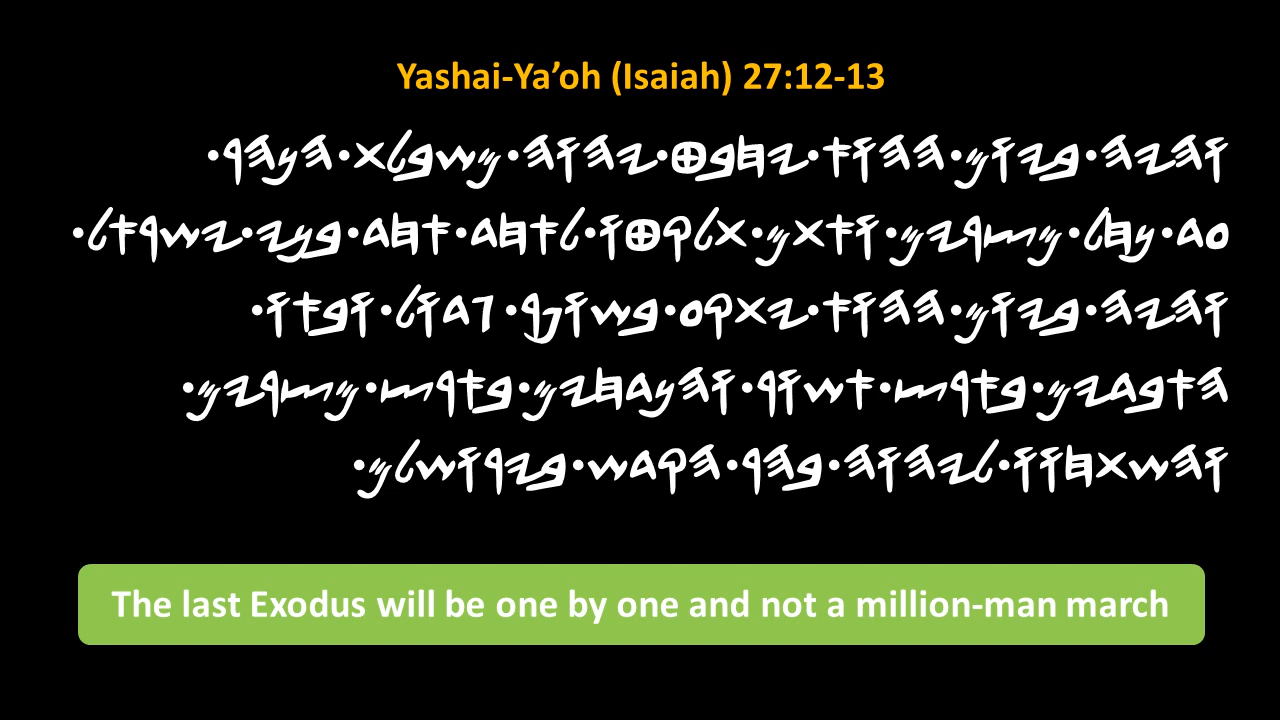 Yashai-Ya’oh (Isaiah) 27:12-13
𐤅𐤄𐤉𐤄•𐤁𐤉𐤅𐤌•𐤄𐤄𐤅𐤀•𐤉𐤇𐤁𐤈•𐤉𐤄𐤅𐤄•𐤌𐤔𐤁𐤋𐤕•𐤄𐤍𐤄𐤓•
𐤏𐤃•𐤍𐤇𐤋•𐤌𐤑𐤓𐤉𐤌•𐤅𐤀𐤕𐤌•𐤕𐤋𐤒𐤈𐤅•𐤋𐤀𐤇𐤃•𐤀𐤇𐤃•𐤁𐤍𐤉•𐤉𐤔𐤓𐤀𐤋•
𐤅𐤄𐤉𐤄•𐤁𐤉𐤅𐤌•𐤄𐤄𐤅𐤀•𐤉𐤕𐤒𐤏•𐤁𐤔𐤅𐤐𐤓•𐤂𐤃𐤅𐤋•𐤅𐤁𐤀𐤅•
𐤄𐤀𐤁𐤃𐤉𐤌•𐤁𐤀𐤓𐤑•𐤀𐤔𐤅𐤓•𐤅𐤄𐤍𐤃𐤇𐤉𐤌•𐤁𐤀𐤓𐤑•𐤌𐤑𐤓𐤉𐤌•
𐤅𐤄𐤔𐤕𐤇𐤅𐤅•𐤋𐤉𐤄𐤅𐤄•𐤁𐤄𐤓•𐤄𐤒𐤃𐤔•𐤁𐤉𐤓𐤅𐤔𐤋𐤌•
The last Exodus will be one by one and not a million-man march